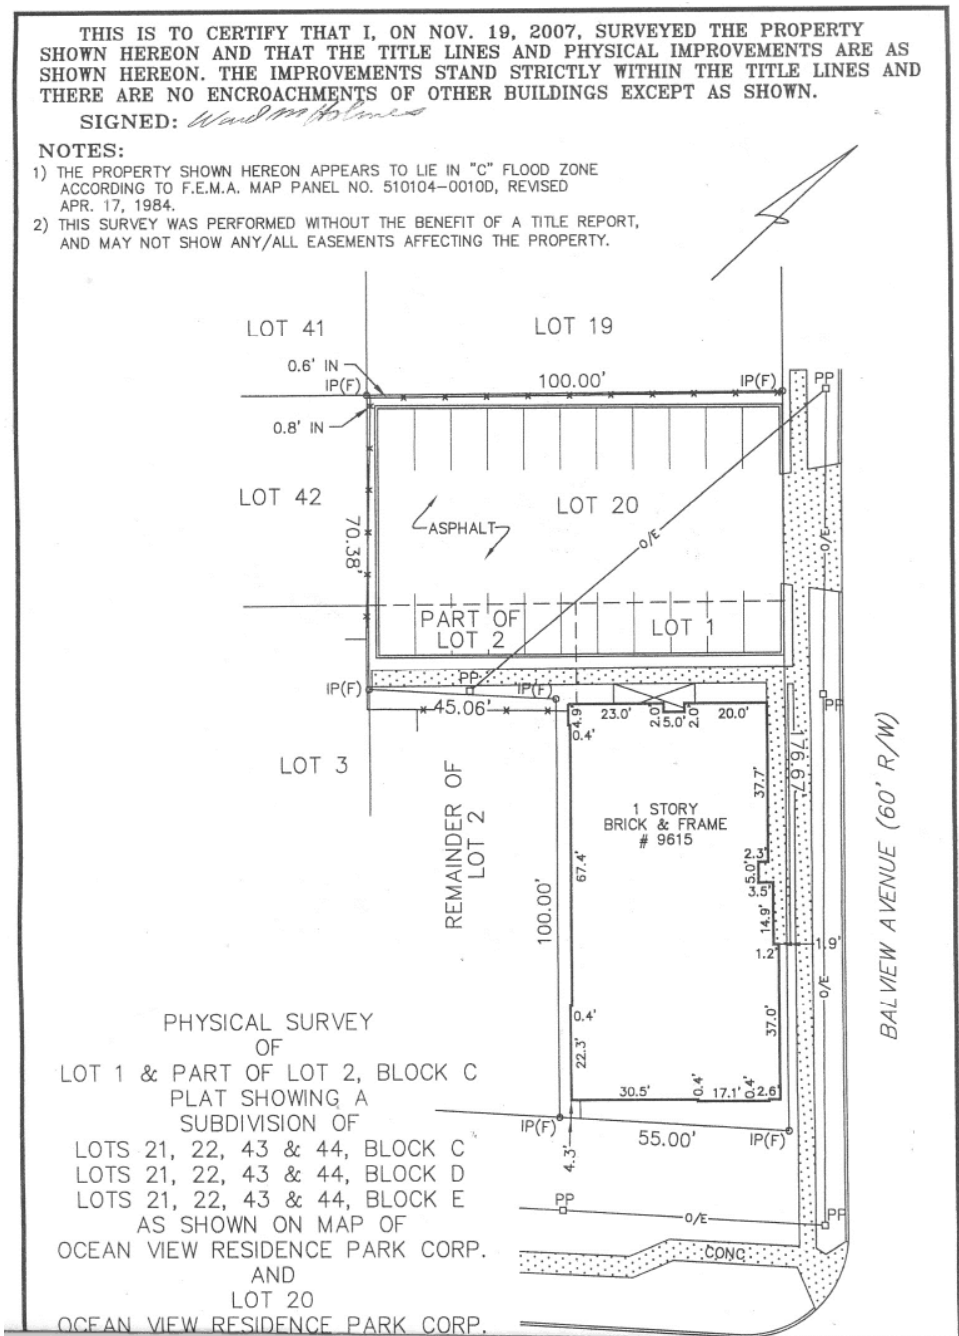 THIS IS TO CERTIFY THAT I, ON NOV. 19, 2007, SURVEYED THE PROPERTY
SHOWN HEREON AND THAT THE TITLE LINES AND PHYSICAL IMPROVEMENTS ARE AS
SHOWN HEREON. THE IMPROVEMENTS STAND STRICTLY WITHIN THE TITLE LINES AND
THERE ARE NO ENCROACHMENTS OF OTHER BUILDINGS EXCEPT AS SHOWN.
SIGNED: Ward M Holmes
NOTES:
1) THE PROPERTY SHOWN HEREON APPEARS TO LIE IN "C" FLOOD ZONE
ACCORDING TO F.E.M.A. MAP PANEL NO. 510104-0010D, REVISED
APR. 17, 1984.
2) THIS SURVEY WAS PERFORMED WITHOUT THE BENEFIT OF A TITLE REPORT,
AND MAY NOT SHOW ANY/ALL EASEMENTS AFFECTING THE PROPERTY.
LOT 41
LOT 19
0.6' IN
IP(F)
100.00'
IP(F)
PP
0.8' IN
LOT 42
LOT 20
ASPHALT
70.38'
O/E
O/E
PART OF
LOT 2
LOT 1
IP(F)
PP
IP(F)
PP
45.06'
4.9'
0.4'
23.0'
2.0'
5.0'
2.0'
20.0'
176.67'
LOT 3
REMAINDER OF
LOT 2
1 STORY
BRICK & FRAME
# 9615
37.7'
67.4'
2.3'
5.0'
3.5'
14.9'
100.00'
1.2'
1.9'
BALVIEW AVENUE (60' R/W)
O/E
0.4'
22.3'
37.0'
30.5'
0.4'
17.1'
0.4'
2.6'
IP(F)
4.3'
55.00'
IP(F)
PP
O/E
PP
CONC
PHYSICAL SURVEY
OF
LOT 1 & PART OF LOT 2, BLOCK C
PLAT SHOWING A
SUBDIVISION OF
LOTS 21, 22, 43 & 44, BLOCK C
LOTS 21, 22, 43 & 44, BLOCK D
LOTS 21, 22, 43 & 44, BLOCK E
AS SHOWN ON MAP OF
OCEAN VIEW RESIDENCE PARK CORP.
AND
LOT 20
OCEAN VIEW RESIDENCE PARK CORP.